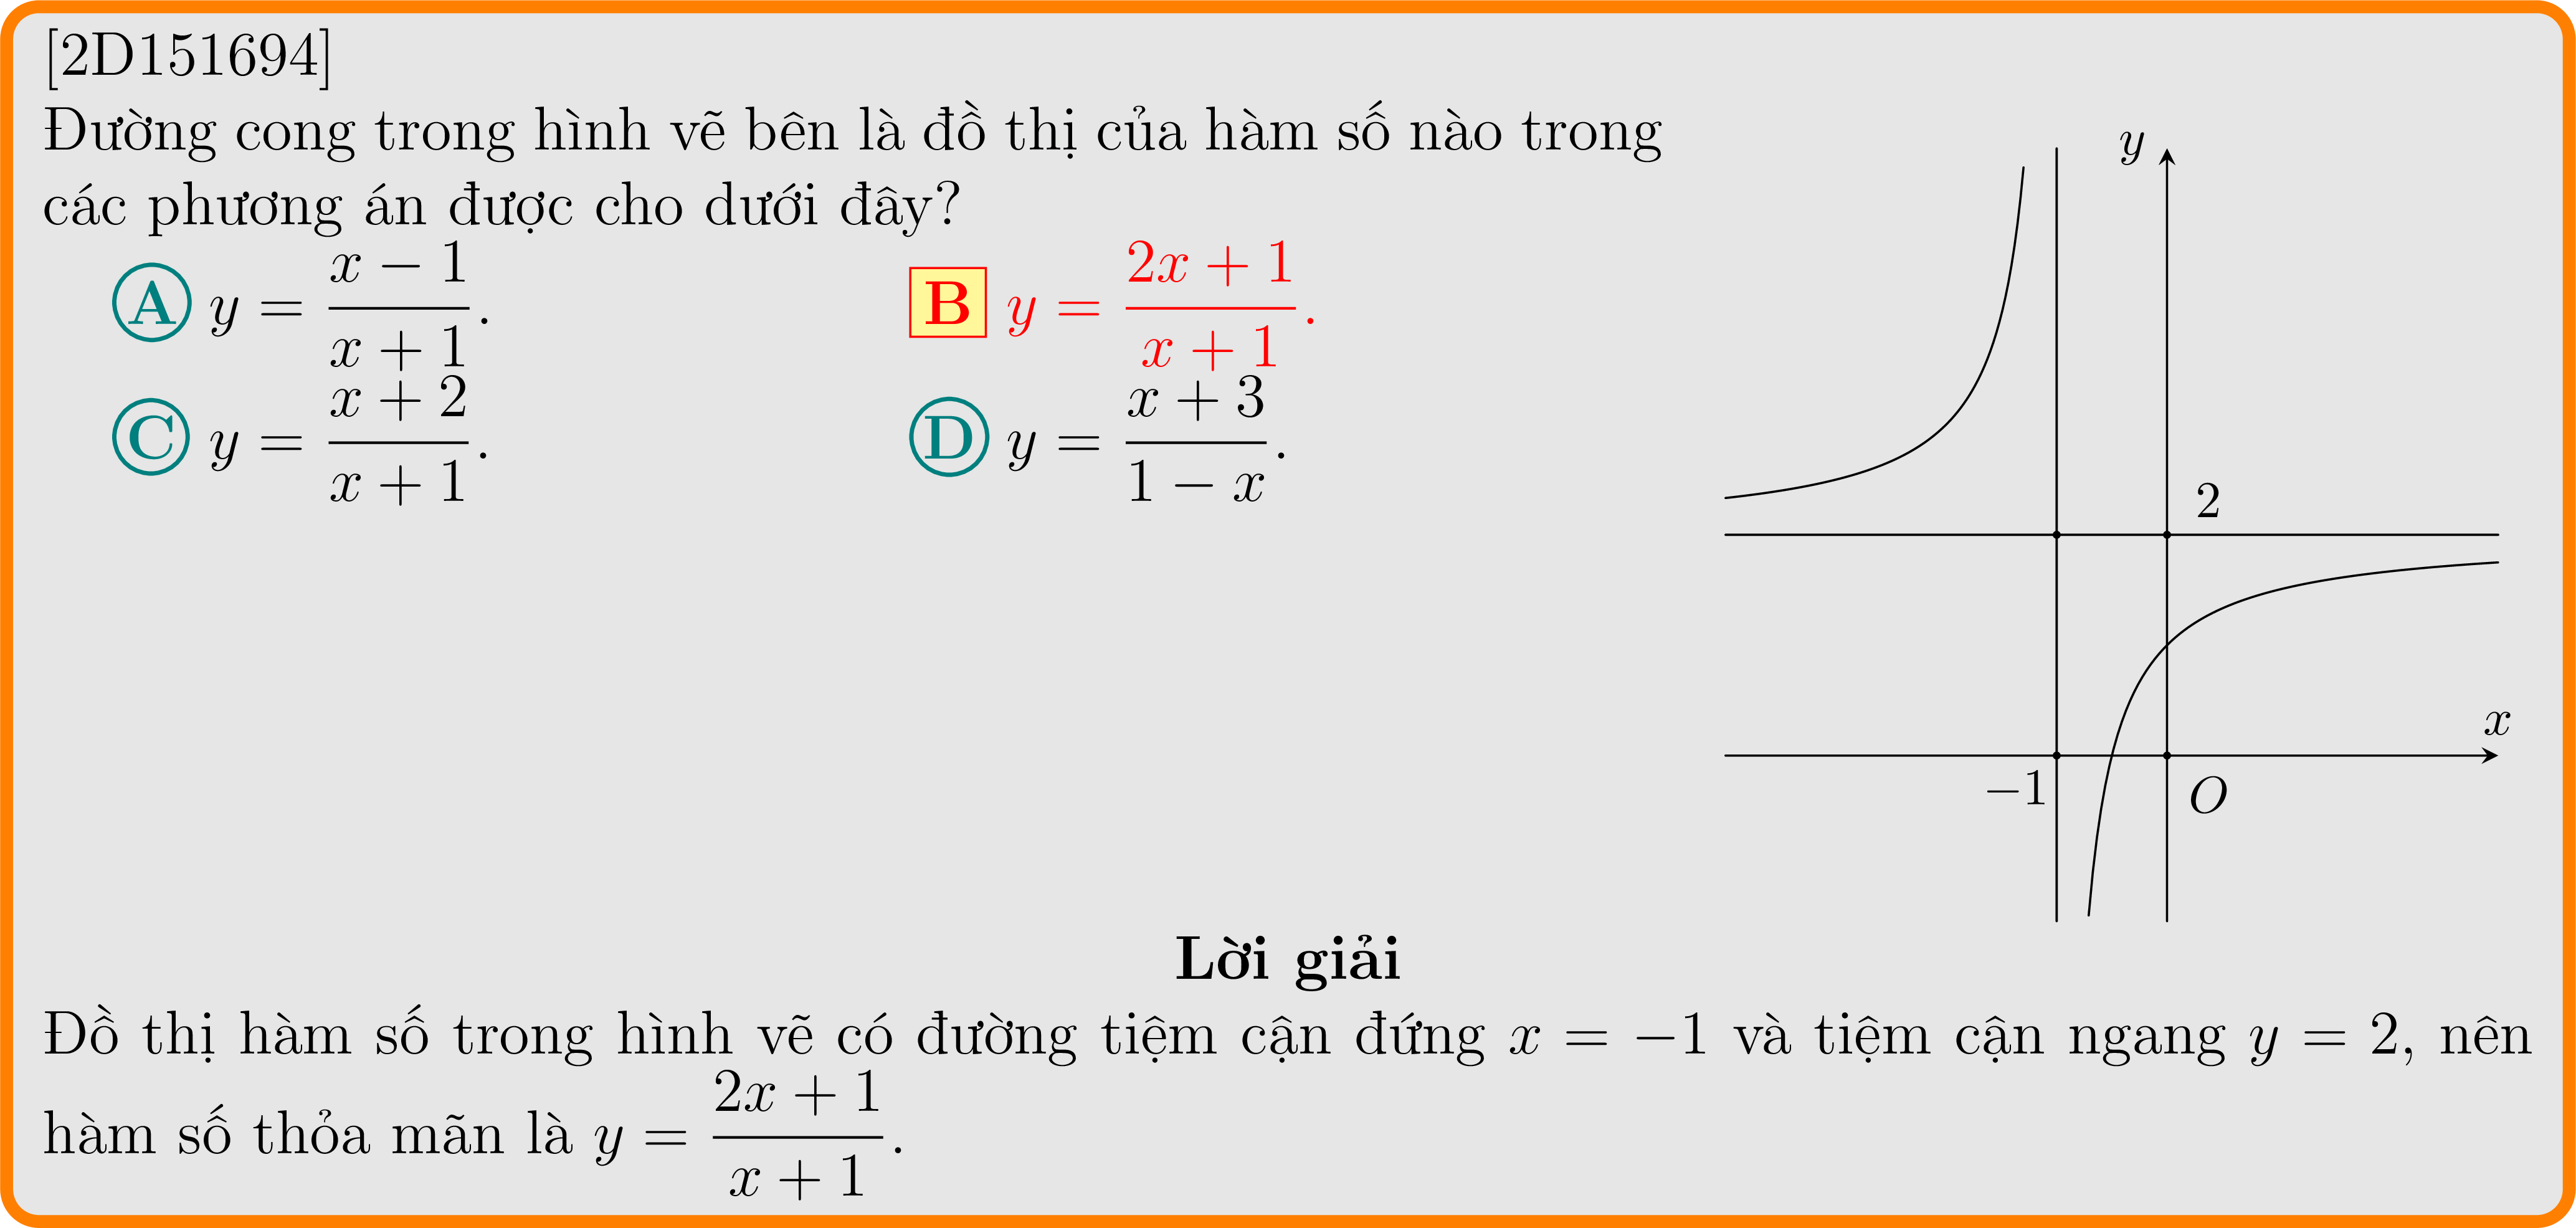 [2D151694]
Đường cong trong hình vẽ bên là đồ thị của hàm số nào trong
các phương án được cho dưới đây?
A y = \frac{x − 1}{x + 1}.
B y = \frac{2x + 1}{x + 1}.
C y = \frac{x + 2}{x + 1}.
D y = \frac{x + 3}{1 − x}.
y
2
x
−1
O
Lời giải
Đồ thị hàm số trong hình vẽ có đường tiệm cận đứng x = −1 và tiệm cận ngang y = 2, nên
hàm số thỏa mãn là y = \frac{2x + 1}{x + 1}.